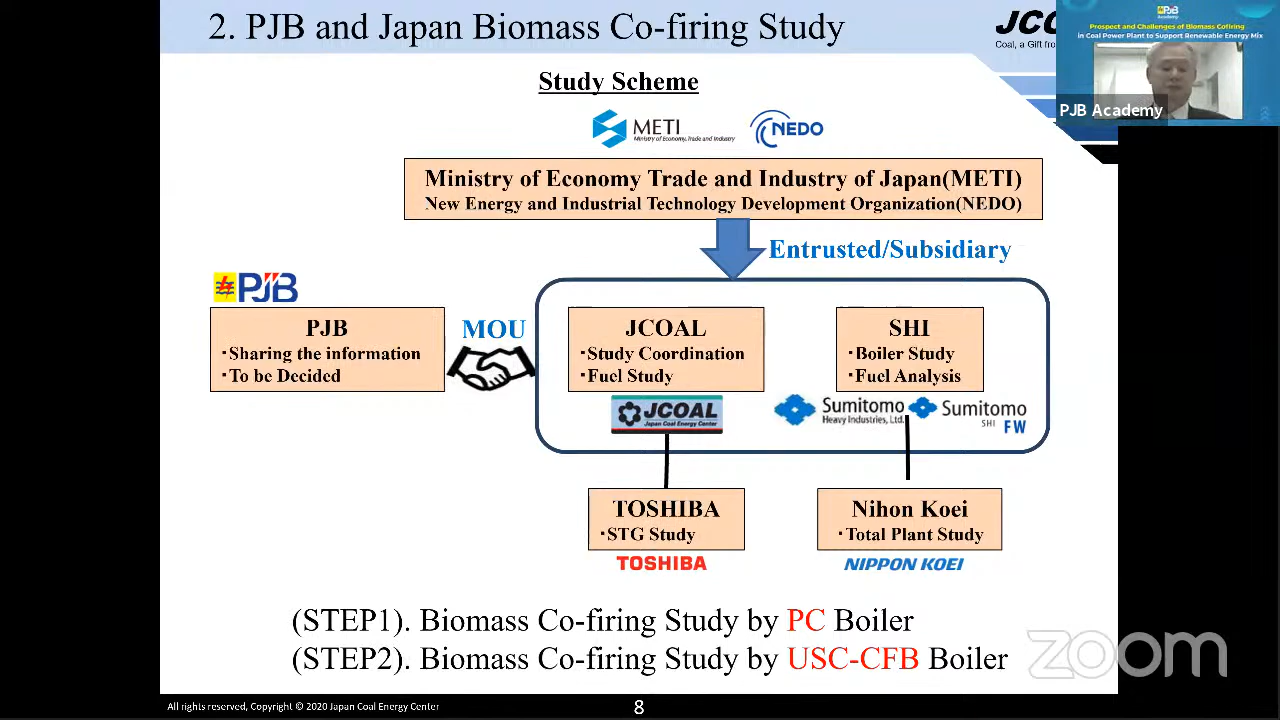 2. PJB and Japan Biomass Co-firing Study
Coal, a Gift from
PJB
Academy
Prospect and Challenges of Biomass Cofiring
in Coal Power Plant to Support Renewable Energy Mix
PJB Academy
Study Scheme
METI
Ministry of Economy, Trade and Industry
NEDO
Ministry of Economy Trade and Industry of Japan(METI)
New Energy and Industrial Technology Development Organization(NEDO)
Entrusted/Subsidiary
PJB
PJB
・Sharing the information
・To be Decided
MOU
JCOAL
・Study Coordination
・Fuel Study
JCOAL
Japan Coal Energy Center
SHI
・Boiler Study
・Fuel Analysis
Sumitomo
Heavy Industries, Ltd.
Sumitomo
SHI
FW
TOSHIBA
・STG Study
TOSHIBA
Nihon Koei
・Total Plant Study
NIPPON KOEI
(STEP1). Biomass Co-firing Study by PC Boiler
(STEP2). Biomass Co-firing Study by USC-CFB Boiler
zoom
All rights reserved, Copyright © 2020 Japan Coal Energy Center
8